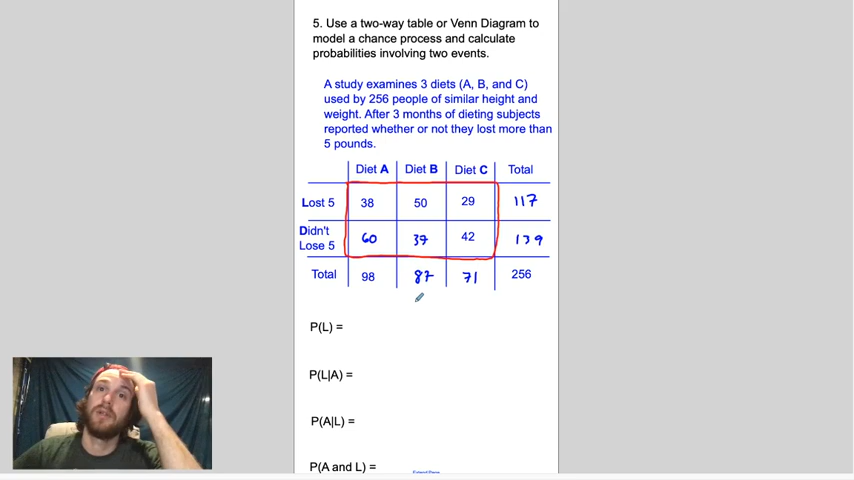 5. Use a two-way table or Venn Diagram to
model a chance process and calculate
probabilities involving two events.
A study examines 3 diets (A, B, and C)
used by 256 people of similar height and
weight. After 3 months of dieting subjects
reported whether or not they lost more than
5 pounds.
Diet A Diet B Diet C Total
Lost 5 38 50 29 117
Didn't
Lose 5 60 37 42 139
Total 98 87 71 256
P(L) =
P(L|A) =
P(A|L) =
P(A and L) =
Extend Page